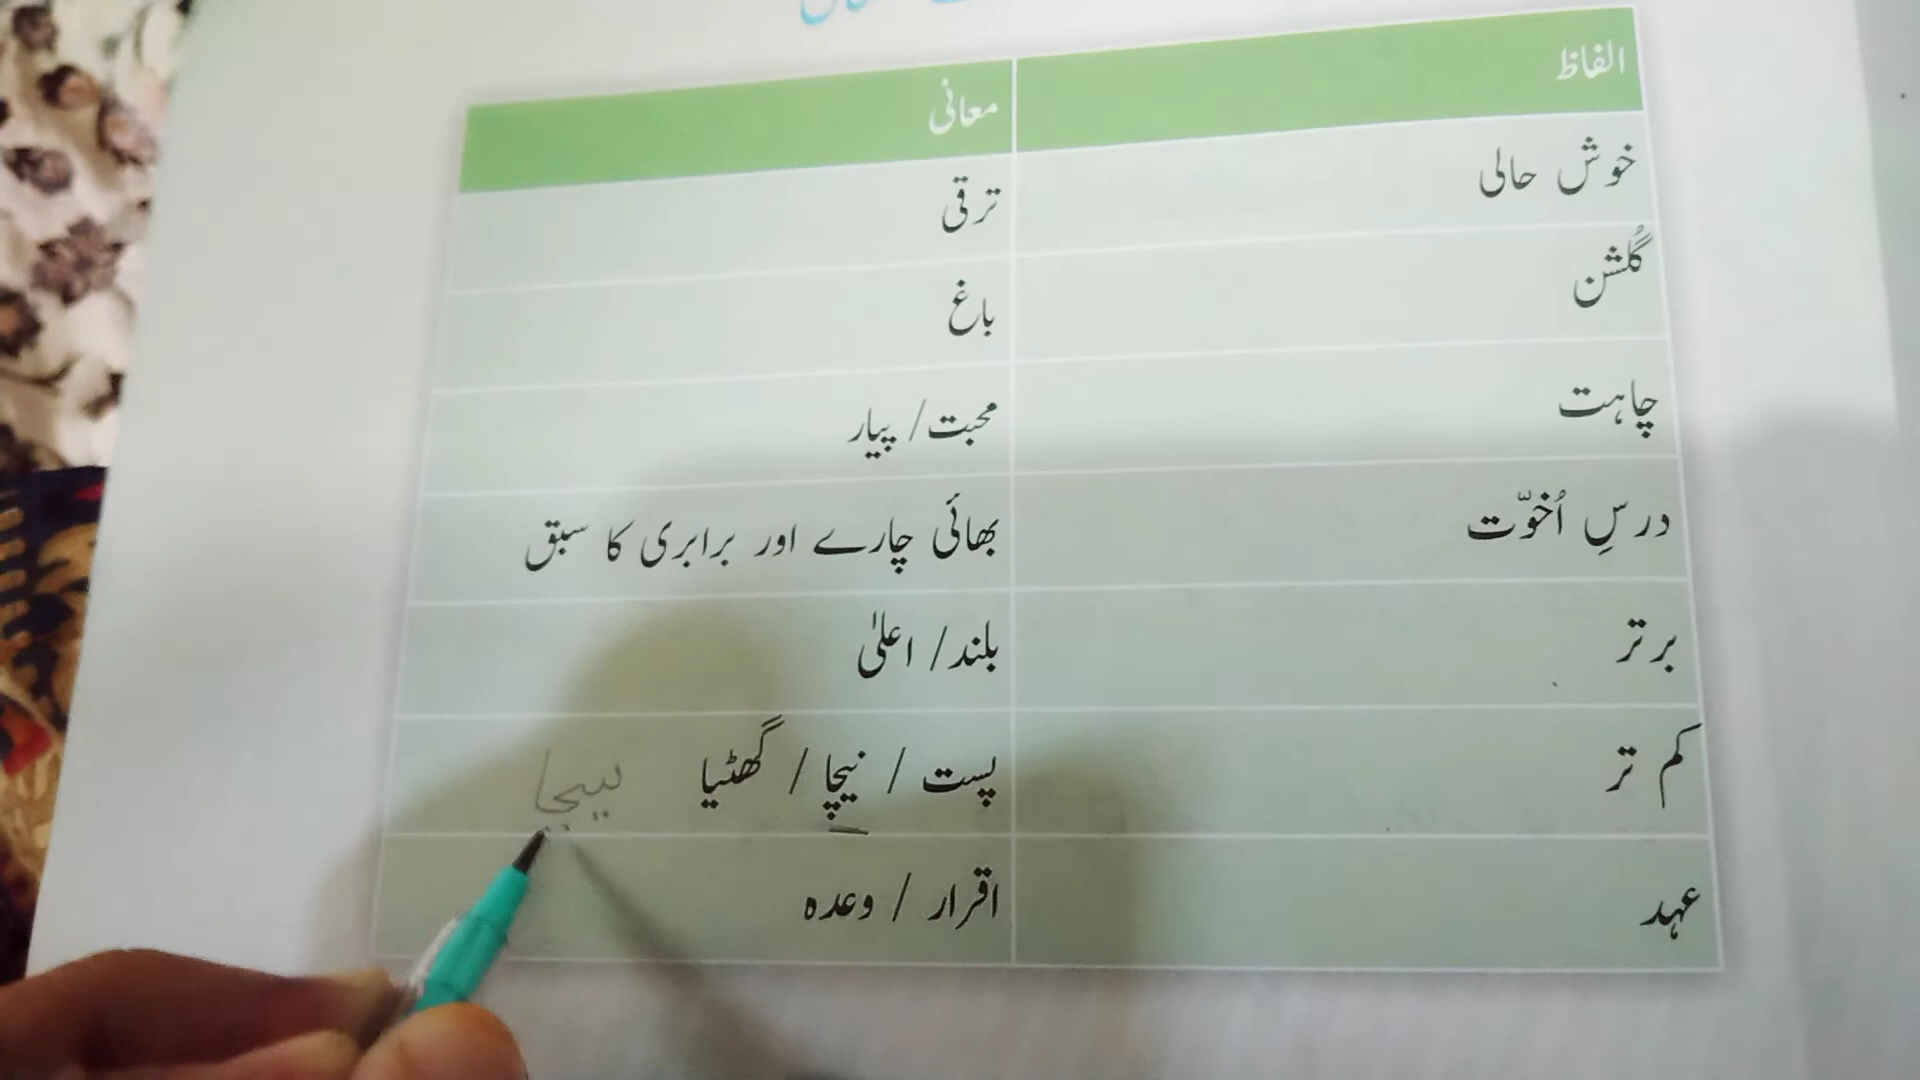 الفاظ معانی
خوش حالی ترقی
گُلشن باغ
چاہت محبت / پیار
درسِ اُخوّت بھائی چارے اور برابری کا سبق
برتر بلند / اعلیٰ
کم تر پست / نیچا / گھٹیا نیچا
عہد اقرار / وعدہ